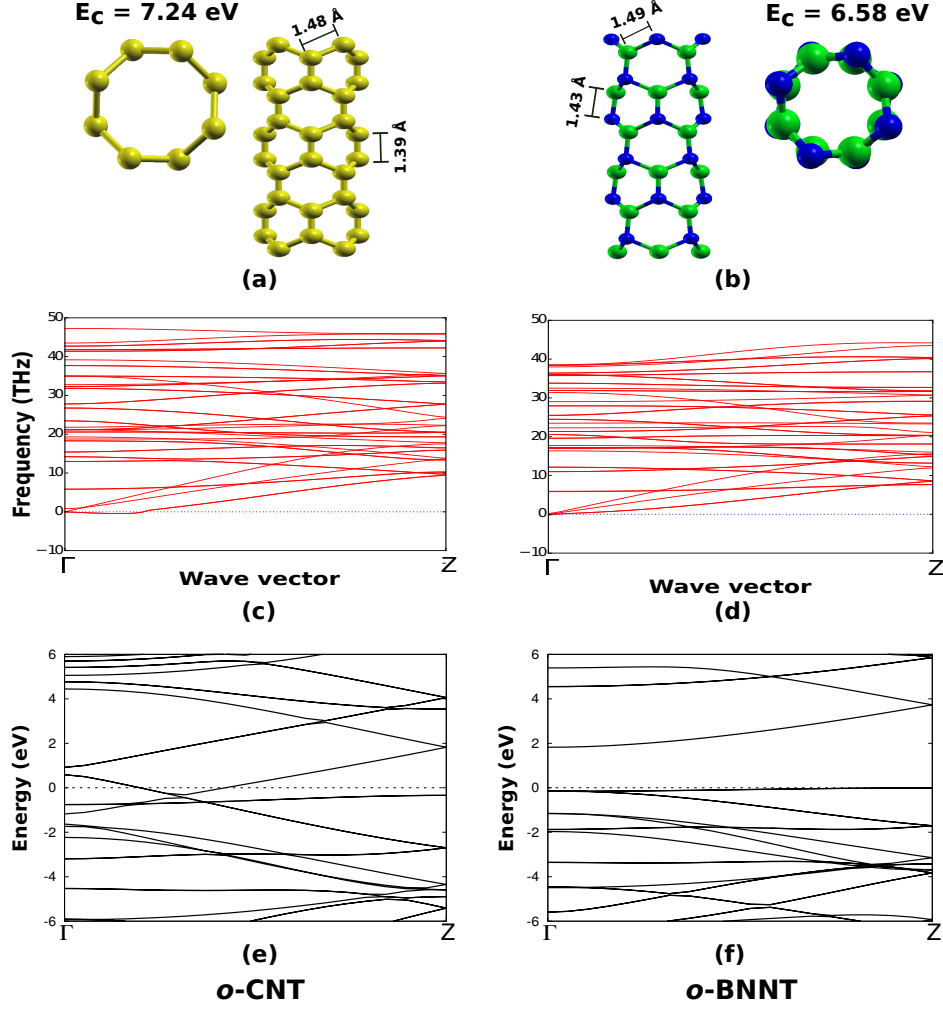 E_c = 7.24 eV
1.48 Å
1.39 Å
(a)
1.49 Å
1.43 Å
E_c = 6.58 eV
(b)
Frequency (THz)
50
40
30
20
10
0
−10
Γ
Z
Wave vector
(c)
50
40
30
20
10
0
−10
Γ
Z
Wave vector
(d)
Energy (eV)
6
4
2
0
-2
-4
-6
Γ
Z
(e)
o-CNT
Energy (eV)
6
4
2
0
-2
-4
-6
Γ
Z
(f)
o-BNNT